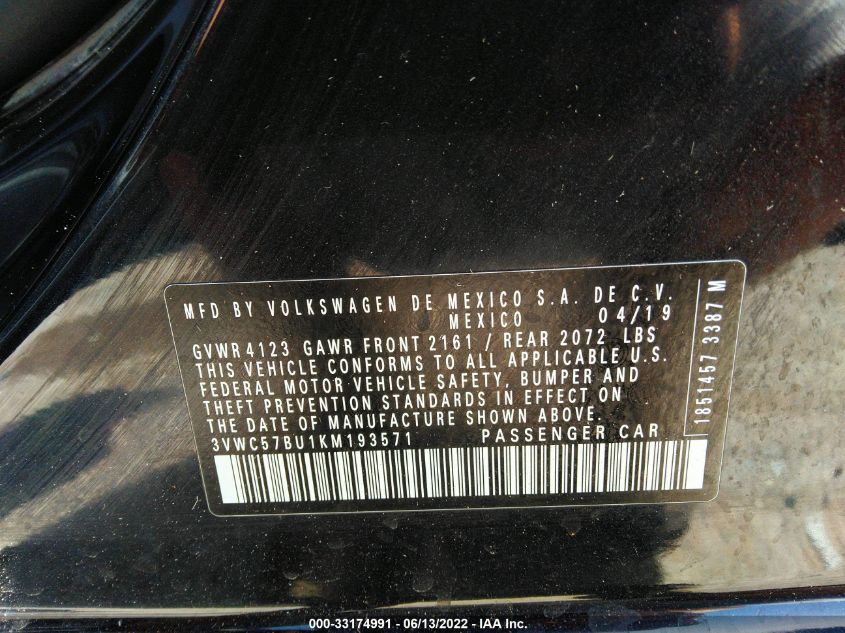 MFD BY VOLKSWAGEN DE MEXICO S.A. DE C.V.
MEXICO 04/19
GVWR 4123 GAWR FRONT 2161 / REAR 2072 LBS
THIS VEHICLE CONFORMS TO ALL APPLICABLE U.S.
FEDERAL MOTOR VEHICLE SAFETY, BUMPER AND
THEFT PREVENTION STANDARDS IN EFFECT ON
THE DATE OF MANUFACTURE SHOWN ABOVE.
3VWC57BU1KM193571 PASSENGER CAR
1851457 3387 M
000-33174991 - 06/13/2022 - IAA Inc.